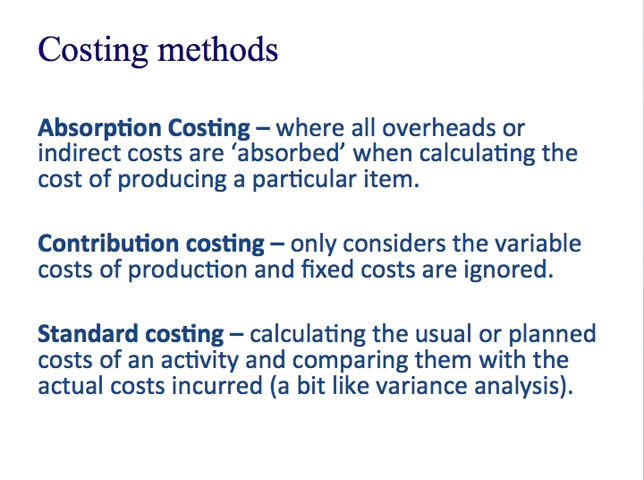 Costing methods
Absorption Costing – where all overheads or
indirect costs are ‘absorbed’ when calculating the
cost of producing a particular item.
Contribution costing – only considers the variable
costs of production and fixed costs are ignored.
Standard costing – calculating the usual or planned
costs of an activity and comparing them with the
actual costs incurred (a bit like variance analysis).